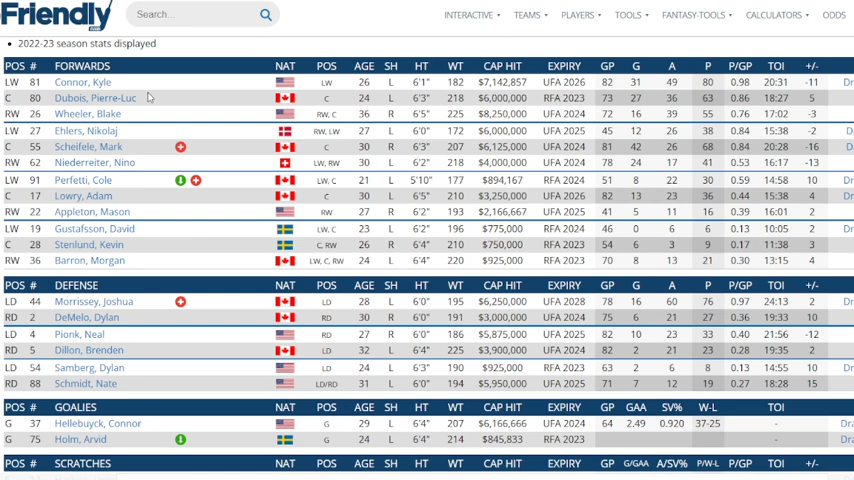 Friendly Search... INTERACTIVE TEAMS PLAYERS TOOLS FANTASY-TOOLS CALCULATORS ODDS
• 2022-23 season stats displayed
POS # FORWARDS NAT POS AGE SH HT WT CAP HIT EXPIRY GP G A P P/GP TOI +/-
LW 81 Connor, Kyle LW 26 L 6'1" 182 $7,142,857 UFA 2026 82 31 49 80 0.98 20:31 -11 Dr
C 80 Dubois, Pierre-Luc C 24 L 6'3" 218 $6,000,000 RFA 2023 73 27 36 63 0.86 18:27 5 Dr
RW 26 Wheeler, Blake RW, C 36 R 6'5" 225 $8,250,000 UFA 2024 72 16 39 55 0.76 17:02 -3 Dr
LW 27 Ehlers, Nikolaj RW, LW 27 L 6'0" 172 $6,000,000 UFA 2025 45 12 26 38 0.84 15:38 -2 Dr
C 55 Scheifele, Mark C 30 R 6'3" 207 $6,125,000 UFA 2024 81 42 26 68 0.84 20:28 -16 Dr
RW 62 Niederreiter, Nino LW, RW 30 L 6'2" 218 $4,000,000 UFA 2024 78 24 17 41 0.53 16:17 -13
LW 91 Perfetti, Cole LW, C 21 L 5'10" 177 $894,167 RFA 2024 51 8 22 30 0.59 14:58 10 Dr
C 17 Lowry, Adam C 30 L 6'5" 210 $3,250,000 UFA 2026 82 13 23 36 0.44 15:38 4 Dr
RW 22 Appleton, Mason RW 27 R 6'2" 193 $2,166,667 UFA 2025 41 5 11 16 0.39 16:01 2 Dr
LW 19 Gustafsson, David C 23 L 6'2" 196 $775,000 RFA 2024 46 0 6 6 0.13 10:05 2 Dr
C 28 Stenlund, Kevin C, RW 26 R 6'4" 210 $750,000 UFA 2023 54 6 3 9 0.17 11:38 3
RW 36 Barron, Morgan LW, C, RW 24 L 6'4" 220 $925,000 RFA 2023 70 8 13 21 0.30 13:15 4
DEFENSE NAT POS AGE SH HT WT CAP HIT EXPIRY GP G A P P/GP TOI +/-
LD 44 Morrissey, Joshua LD 28 L 6'0" 195 $6,250,000 UFA 2028 78 16 60 76 0.97 24:13 2 Dr
RD 2 DeMelo, Dylan RD 30 R 6'0" 191 $3,000,000 UFA 2024 75 6 21 27 0.36 19:33 10
LD 4 Pionk, Neal RD 27 R 6'0" 186 $5,875,000 UFA 2025 82 10 23 33 0.40 21:56 -12
RD 5 Dillon, Brenden LD 32 L 6'4" 225 $3,900,000 UFA 2024 82 2 21 23 0.28 19:35 2
LD 54 Samberg, Dylan LD 24 L 6'3" 190 $925,000 RFA 2023 63 2 6 8 0.13 14:55 10 Dr
RD 88 Schmidt, Nate LD/RD 31 L 6'0" 194 $5,950,000 UFA 2025 71 7 12 19 0.27 18:28 15
GOALIES NAT POS AGE SH HT WT CAP HIT EXPIRY GP GAA SV% W-L TOI
G 37 Hellebuyck, Connor G 29 L 6'4" 207 $6,166,666 UFA 2024 64 2.49 0.920 37-25 - Dra
G 75 Holm, Arvid G 24 L 6'4" 214 $845,833 RFA 2023 - Dra
POS # SCRATCHES NAT POS AGE SH HT WT CAP HIT EXPIRY GP G/GAA A/SV% P/W-L P/GP TOI +/-